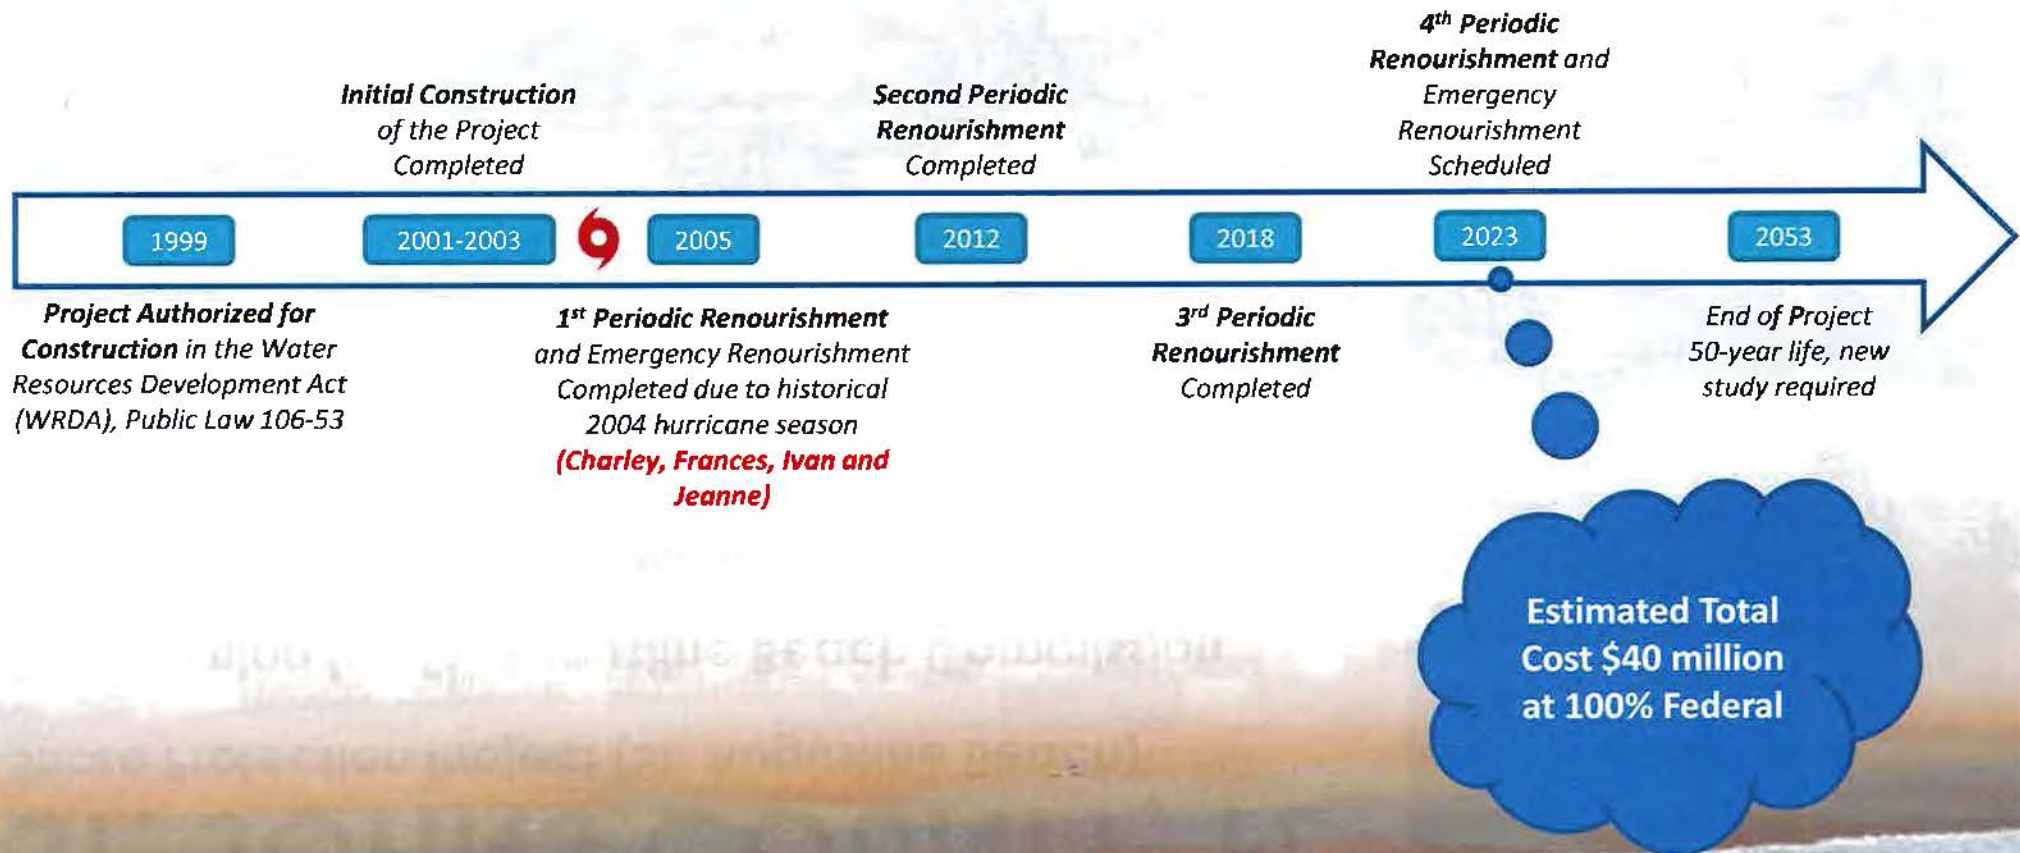 4th Periodic
Renourishment and
Emergency
Renourishment
Scheduled
Initial Construction
of the Project
Completed
Second Periodic
Renourishment
Completed
1999
2001-2003
2005
2012
2018
2023
2053
Project Authorized for
Construction in the Water
Resources Development Act
(WRDA), Public Law 106-53
1st Periodic Renourishment
and Emergency Renourishment
Completed due to historical
2004 hurricane season
(Charley, Frances, Ivan and
Jeanne)
3rd Periodic
Renourishment
Completed
End of Project
50-year life, new
study required
Estimated Total
Cost $40 million
at 100% Federal